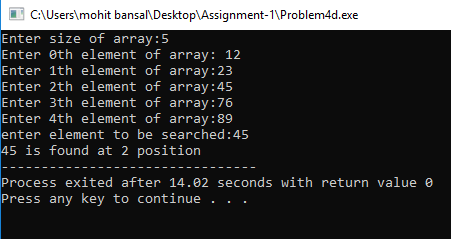 C:\Users\mohit bansal\Desktop\Assignment-1\Problem4d.exe
Enter size of array:5
Enter 0th element of array: 12
Enter 1th element of array:23
Enter 2th element of array:45
Enter 3th element of array:76
Enter 4th element of array:89
enter element to be searched:45
45 is found at 2 position
--------------------------------
Process exited after 14.02 seconds with return value 0
Press any key to continue . . .